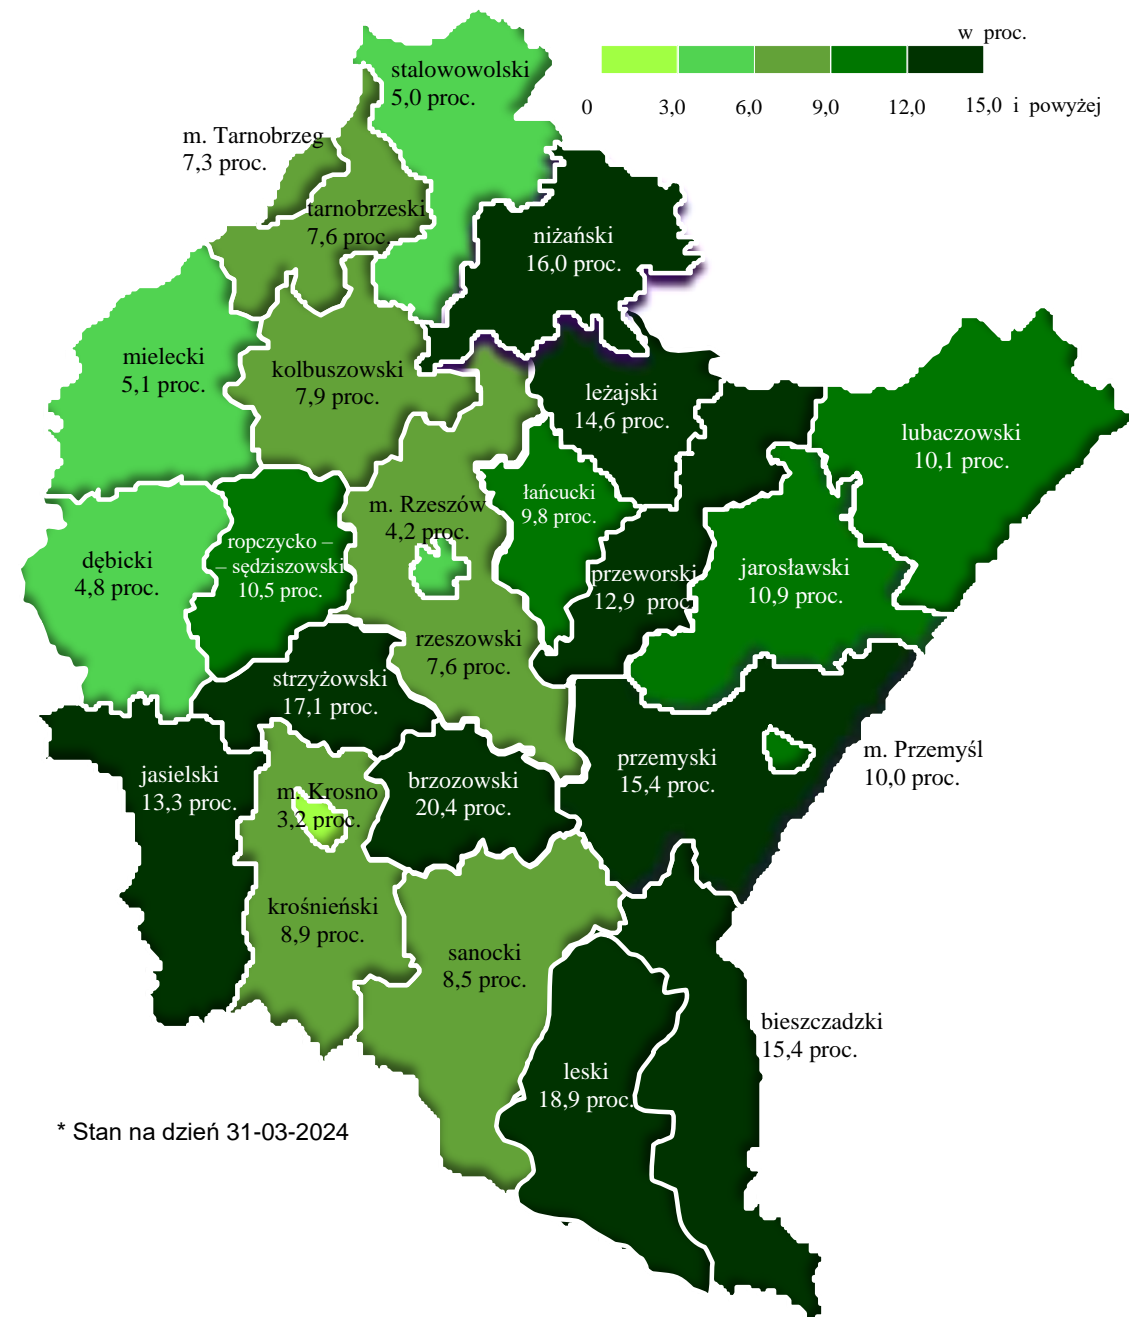 w proc.
0 3,0 6,0 9,0 12,0 15,0 i powyżej
stalowowolski
5,0 proc.
m. Tarnobrzeg
7,3 proc.
tarnobrzeski
7,6 proc.
niżański
16,0 proc.
mielecki
5,1 proc.
kolbuszowski
7,9 proc.
leżajski
14,6 proc.
lubaczowski
10,1 proc.
łańcucki
9,8 proc.
m. Rzeszów
4,2 proc.
dębicki
4,8 proc.
ropczycko –
– sędziszowski
10,5 proc.
przeworski
12,9 proc.
jarosławski
10,9 proc.
rzeszowski
7,6 proc.
strzyżowski
17,1 proc.
jasielski
13,3 proc.
m. Krosno
3,2 proc.
brzozowski
20,4 proc.
przemyski
15,4 proc.
m. Przemyśl
10,0 proc.
krośnieński
8,9 proc.
sanocki
8,5 proc.
bieszczadzki
15,4 proc.
leski
18,9 proc.
* Stan na dzień 31-03-2024